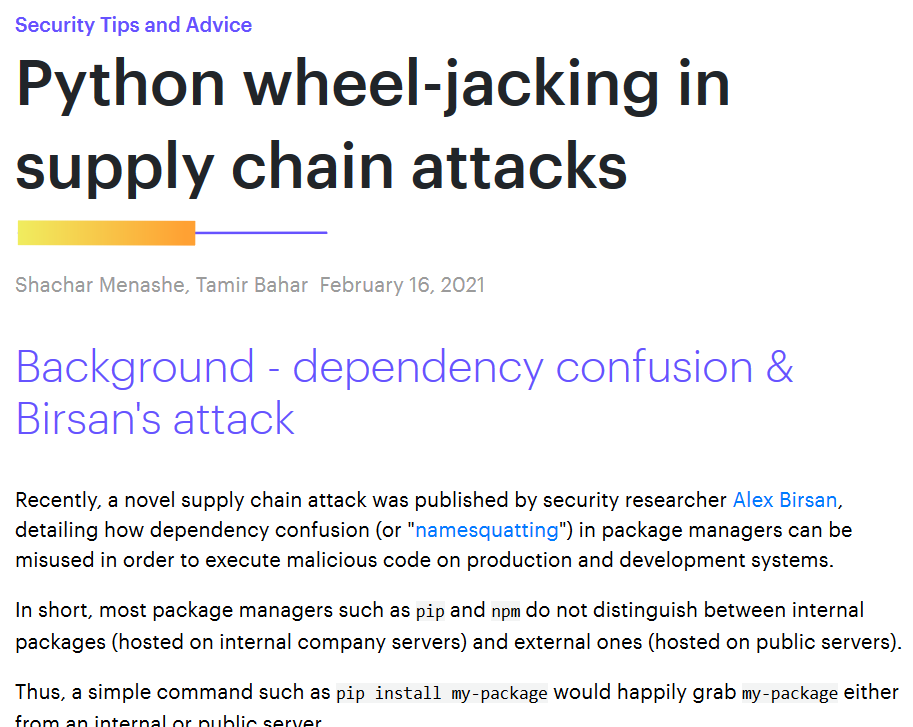 Security Tips and Advice
Python wheel-jacking in
supply chain attacks
Shachar Menashe, Tamir Bahar  February 16, 2021
Background - dependency confusion &
Birsan's attack
Recently, a novel supply chain attack was published by security researcher Alex Birsan,
detailing how dependency confusion (or "namesquatting") in package managers can be
misused in order to execute malicious code on production and development systems.
In short, most package managers such as pip and npm do not distinguish between internal
packages (hosted on internal company servers) and external ones (hosted on public servers).
Thus, a simple command such as pip install my-package would happily grab my-package either
from an internal or public server